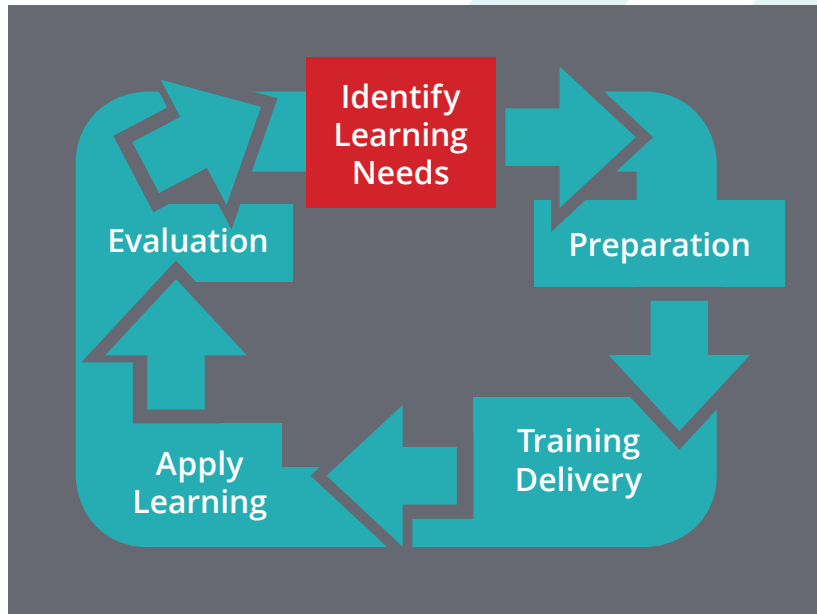 Identify
Learning
Needs
Preparation
Training
Delivery
Apply
Learning
Evaluation